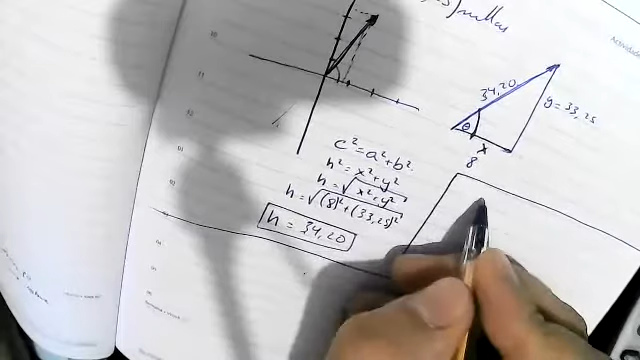 millas
34,20
y = 33,25
θ
x
8
c² = a² + b²
h² = x² + y²
h = √x² + y²
h = √(8)² + (33,25)²
h = 34,20